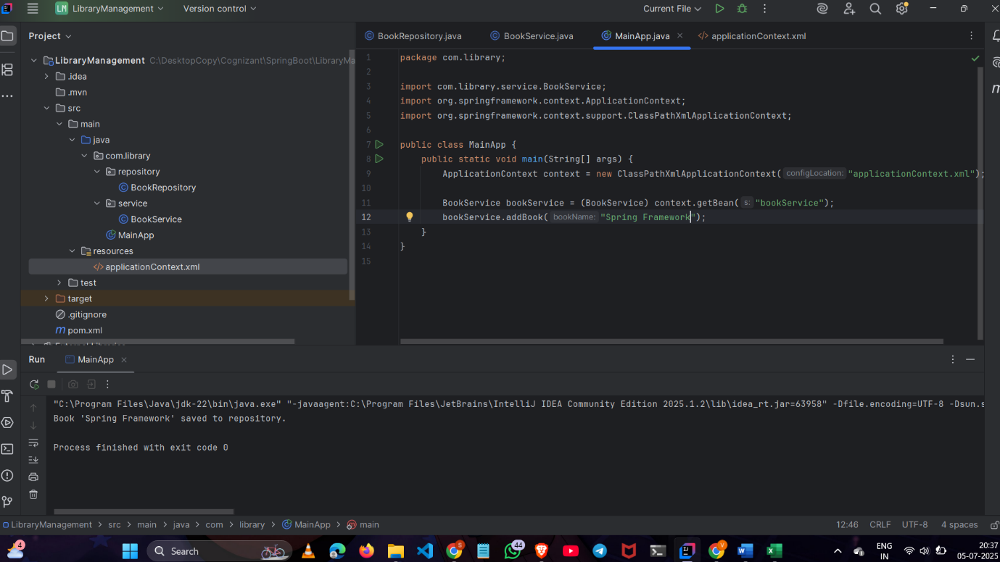 LM LibraryManagement Version control Current File
Project
LibraryManagement C:\DesktopCopy\Cognizant\SpringBoot\LibraryMa
.idea
.mvn
src
main
java
com.library
repository
BookRepository
service
BookService
MainApp
resources
applicationContext.xml
test
target
.gitignore
pom.xml
BookRepository.java BookService.java MainApp.java applicationContext.xml
1 package com.library;
2
3 import com.library.service.BookService;
4 import org.springframework.context.ApplicationContext;
5 import org.springframework.context.support.ClassPathXmlApplicationContext;
6
7 public class MainApp {
8 public static void main(String[] args) {
9 ApplicationContext context = new ClassPathXmlApplicationContext( configLocation: "applicationContext.xml");
10
11 BookService bookService = (BookService) context.getBean( s: "bookService");
12 bookService.addBook( bookName: "Spring Framework");
13 }
14 }
15
Run MainApp
"C:\Program Files\Java\jdk-22\bin\java.exe" "-javaagent:C:\Program Files\JetBrains\IntelliJ IDEA Community Edition 2025.1.2\lib\idea_rt.jar=63958" -Dfile.encoding=UTF-8 -Dsun.s
Book 'Spring Framework' saved to repository.
Process finished with exit code 0
LibraryManagement > src > main > java > com > library > MainApp > main 12:46 CRLF UTF-8 4 spaces
4 Search S 44 V ENG 20:37
IN 05-07-2025